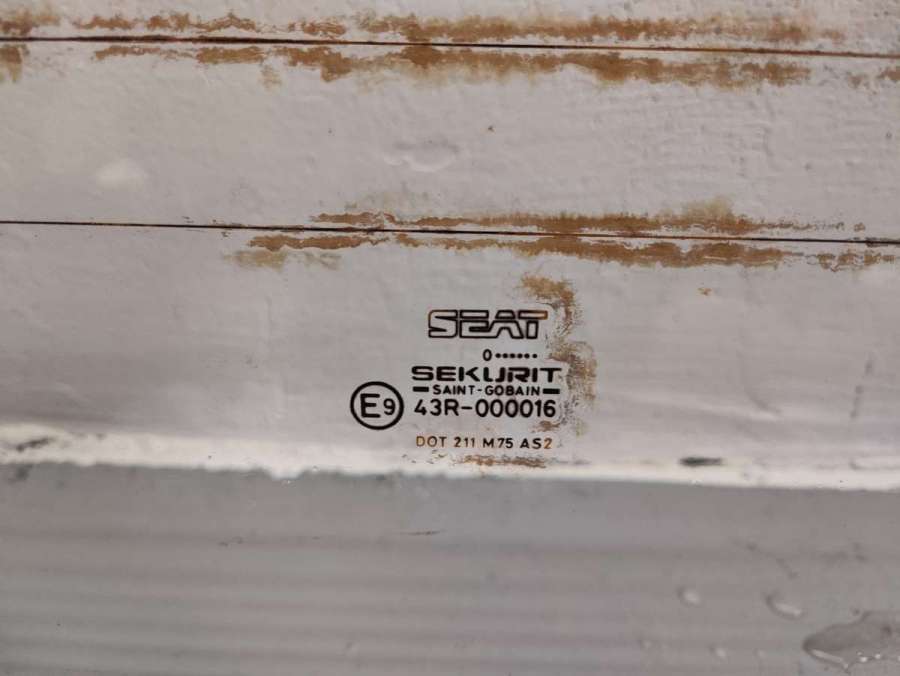 SEAT
0••••••
SEKURIT
SAINT-GOBAIN
E9 43R-000016
DOT 211 M75 AS2